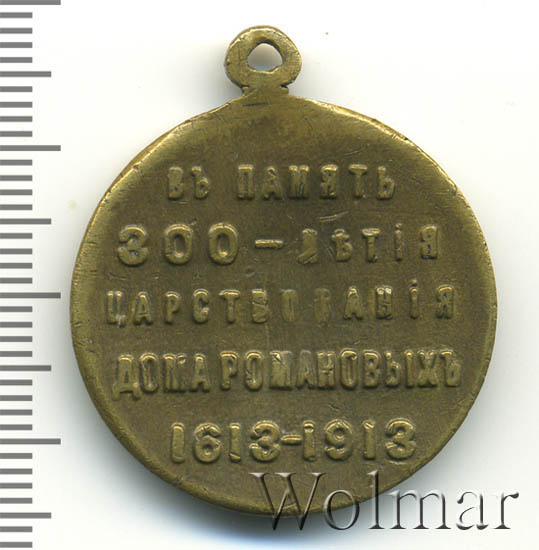 ВЪ ПАМЯТЬ
300-ЛѢТІЯ
ЦАРСТВОВАНІЯ
ДОМА РОМАНОВЫХЪ
1613-1913
Wolmar